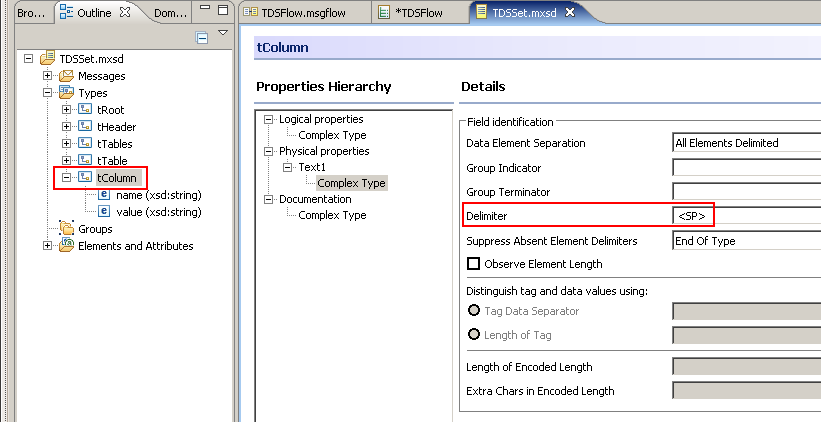 Bro... Outline Dom...
TDSFlow.msgflow *TDSFlow TDSSet.mxsd
TDSSet.mxsd
Messages
Types
tRoot
tHeader
tTables
tTable
tColumn
name (xsd:string)
value (xsd:string)
Groups
Elements and Attributes
tColumn
Properties Hierarchy
Logical properties
Complex Type
Physical properties
Text1
Complex Type
Documentation
Complex Type
Details
Field identification
Data Element Separation All Elements Delimited
Group Indicator
Group Terminator
Delimiter <SP>
Suppress Absent Element Delimiters End Of Type
Observe Element Length
Distinguish tag and data values using:
Tag Data Separator
Length of Tag
Length of Encoded Length
Extra Chars in Encoded Length